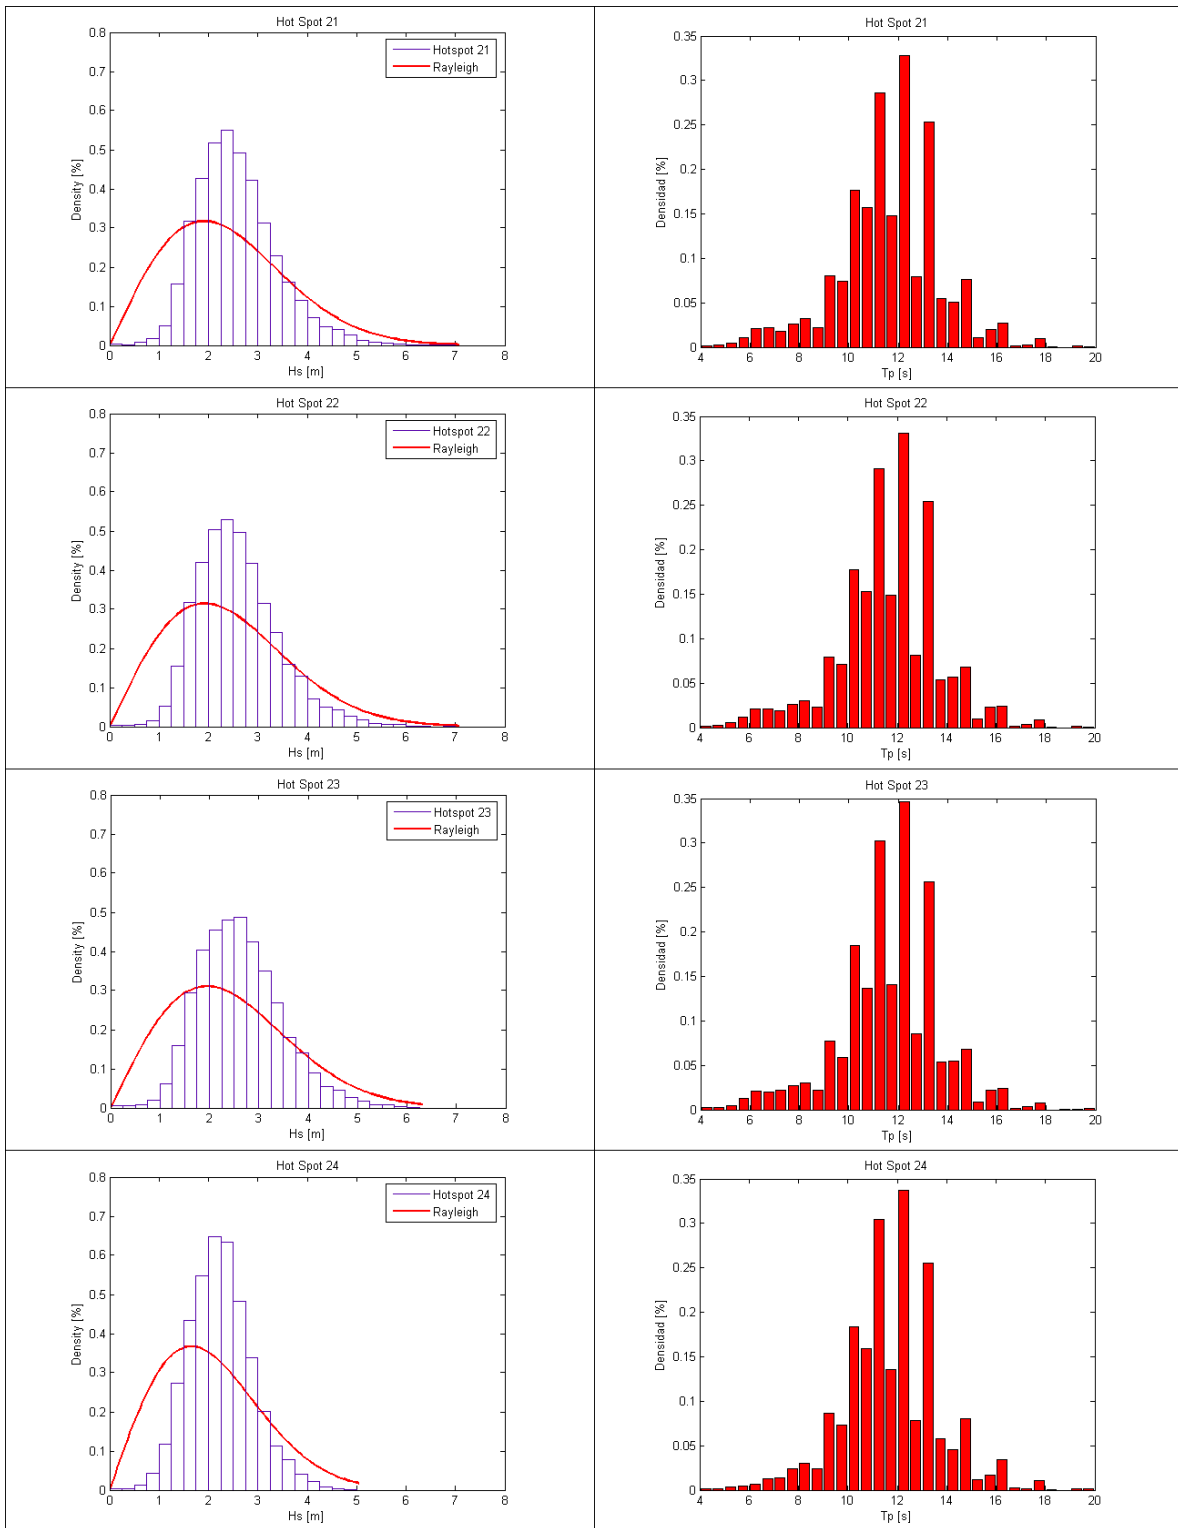 Hot Spot 21
0.8
0.7
0.6
0.5
0.4
0.3
0.2
0.1
0
Density [%]
Hotspot 21
Rayleigh
0 1 2 3 4 5 6 7 8
Hs [m]
Hot Spot 21
0.35
0.3
0.25
0.2
0.15
0.1
0.05
0
Densidad [%]
4 6 8 10 12 14 16 18 20
Tp [s]
Hot Spot 22
0.8
0.7
0.6
0.5
0.4
0.3
0.2
0.1
0
Density [%]
Hotspot 22
Rayleigh
0 1 2 3 4 5 6 7 8
Hs [m]
Hot Spot 22
0.35
0.3
0.25
0.2
0.15
0.1
0.05
0
Densidad [%]
4 6 8 10 12 14 16 18 20
Tp [s]
Hot Spot 23
0.8
0.7
0.6
0.5
0.4
0.3
0.2
0.1
0
Density [%]
Hotspot 23
Rayleigh
0 1 2 3 4 5 6 7 8
Hs [m]
Hot Spot 23
0.35
0.3
0.25
0.2
0.15
0.1
0.05
0
Densidad [%]
4 6 8 10 12 14 16 18 20
Tp [s]
Hot Spot 24
0.8
0.7
0.6
0.5
0.4
0.3
0.2
0.1
0
Density [%]
Hotspot 24
Rayleigh
0 1 2 3 4 5 6 7 8
Hs [m]
Hot Spot 24
0.35
0.3
0.25
0.2
0.15
0.1
0.05
0
Densidad [%]
4 6 8 10 12 14 16 18 20
Tp [s]